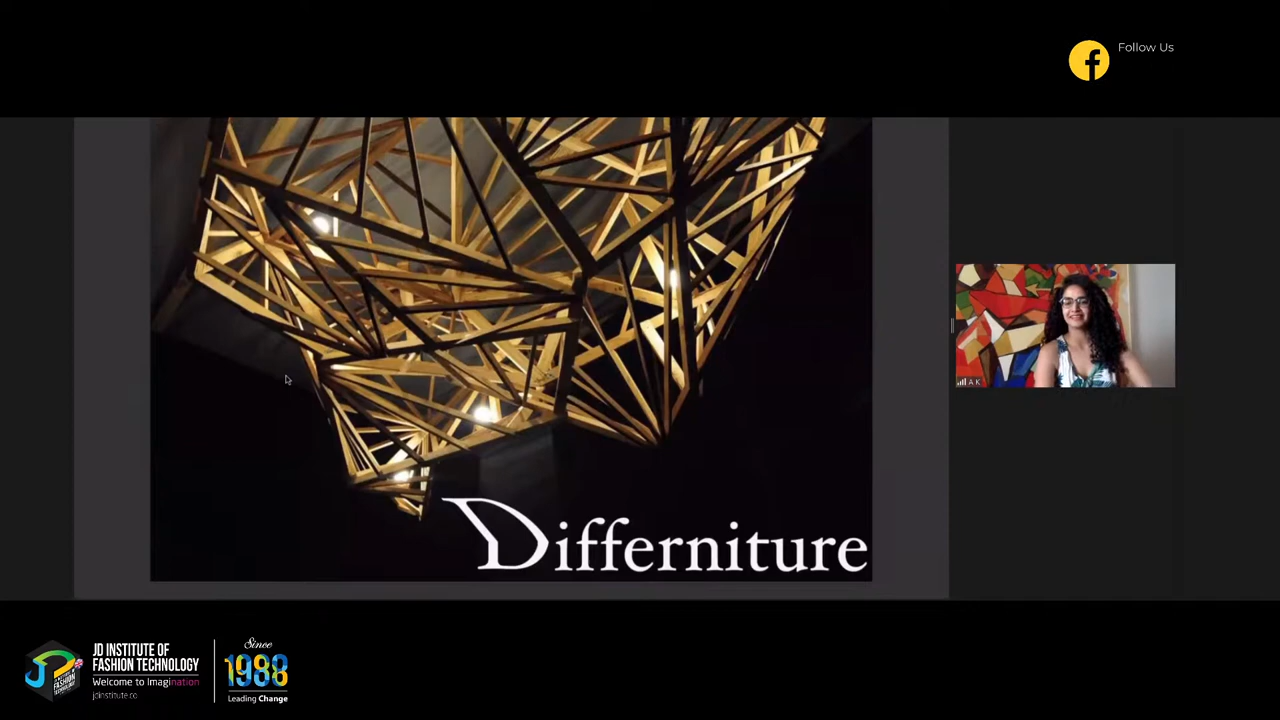 Follow Us
A K
Differniture
JD INSTITUTE OF
FASHION TECHNOLOGY
Welcome to Imagination
jdinstitute.co
Since
1988
Leading Change